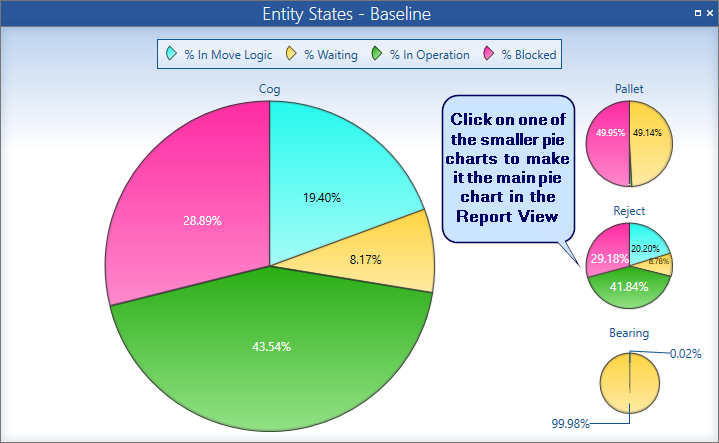 Entity States - Baseline
% In Move Logic % Waiting % In Operation % Blocked
Cog
19.40%
8.17%
43.54%
28.89%
Click on one of
the smaller pie
charts to make
it the main pie
chart in the
Report View
Pallet
49.95% 49.14%
Reject
20.20%
29.18% 8.78%
41.84%
Bearing
0.02%
99.98%